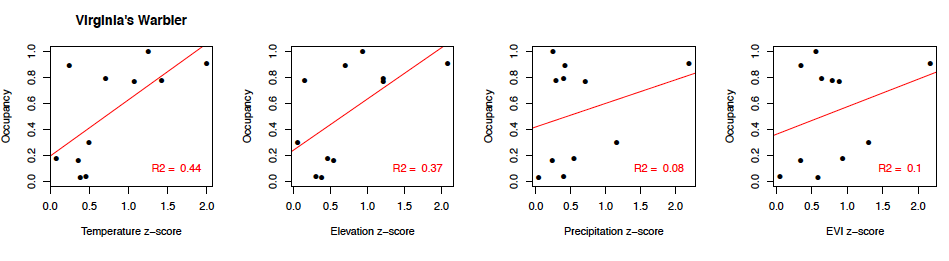 Virginia's Warbler
Occupancy
0.0 0.2 0.4 0.6 0.8 1.0
R2 = 0.44
0.0 0.5 1.0 1.5 2.0
Temperature z−score
Occupancy
0.0 0.2 0.4 0.6 0.8 1.0
R2 = 0.37
0.0 0.5 1.0 1.5 2.0
Elevation z−score
Occupancy
0.0 0.2 0.4 0.6 0.8 1.0
R2 = 0.08
0.0 0.5 1.0 1.5 2.0
Precipitation z−score
Occupancy
0.0 0.2 0.4 0.6 0.8 1.0
R2 = 0.1
0.0 0.5 1.0 1.5 2.0
EVI z−score